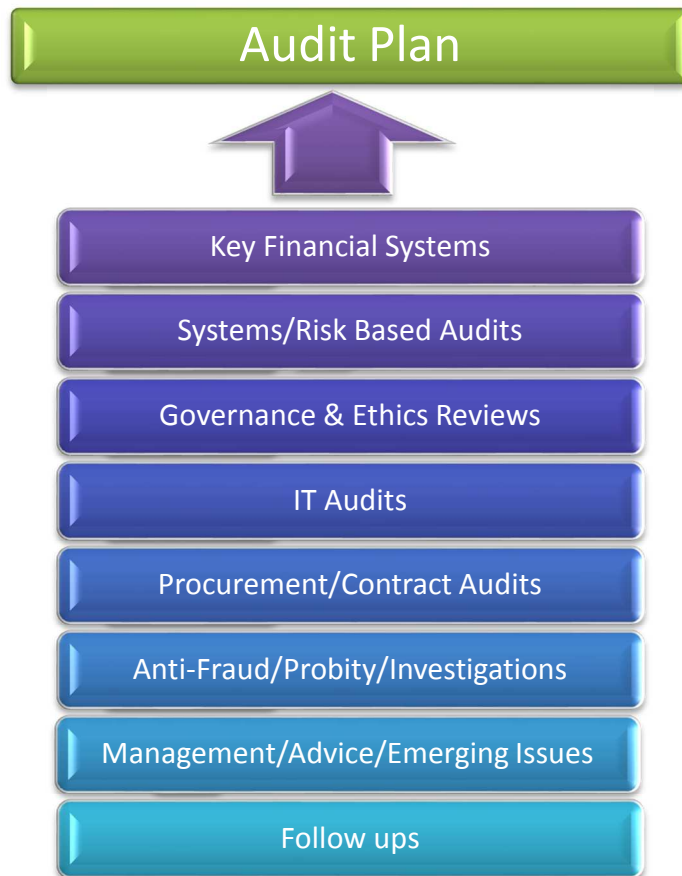 Audit Plan
Key Financial Systems
Systems/Risk Based Audits
Governance & Ethics Reviews
IT Audits
Procurement/Contract Audits
Anti-Fraud/Probity/Investigations
Management/Advice/Emerging Issues
Follow ups